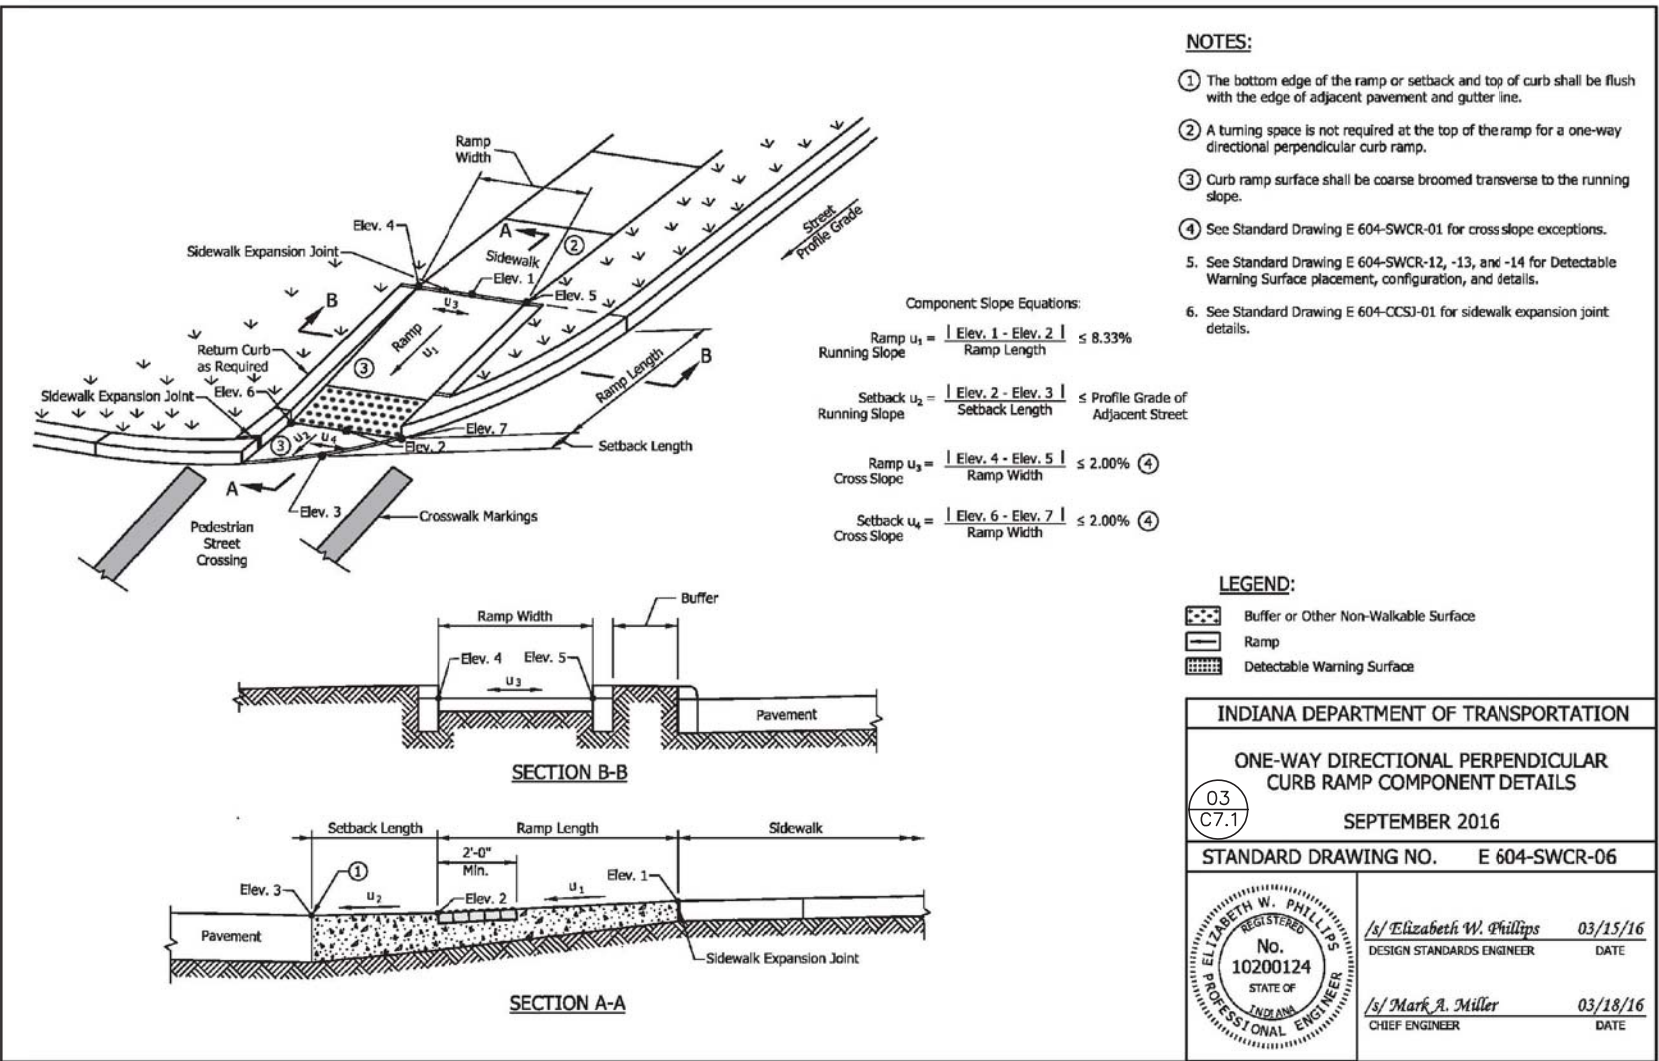 NOTES:
① The bottom edge of the ramp or setback and top of curb shall be flush
with the edge of adjacent pavement and gutter line.
② A turning space is not required at the top of the ramp for a one-way
directional perpendicular curb ramp.
③ Curb ramp surface shall be coarse broomed transverse to the running
slope.
④ See Standard Drawing E 604-SWCR-01 for cross slope exceptions.
5. See Standard Drawing E 604-SWCR-12, -13, and -14 for Detectable
Warning Surface placement, configuration, and details.
6. See Standard Drawing E 604-CCSJ-01 for sidewalk expansion joint
details.
Ramp
Width
Elev. 4
A
②
Sidewalk Expansion Joint
Sidewalk
Street
Profile Grade
Elev. 1
Elev. 5
B
u₃
Ramp
u₁
Return Curb
as Required
③
Ramp Length
B
Sidewalk Expansion Joint
Elev. 6
Elev. 7
③
u₂
u₄
Elev. 2
Setback Length
A
Elev. 3
Crosswalk Markings
Pedestrian
Street
Crossing
Component Slope Equations:
Ramp u₁ = | Elev. 1 - Elev. 2 | ≤ 8.33%
Running Slope Ramp Length
Setback u₂ = | Elev. 2 - Elev. 3 | ≤ Profile Grade of
Running Slope Setback Length Adjacent Street
Ramp u₃ = | Elev. 4 - Elev. 5 | ≤ 2.00% ④
Cross Slope Ramp Width
Setback u₄ = | Elev. 6 - Elev. 7 | ≤ 2.00% ④
Cross Slope Ramp Width
Ramp Width
Buffer
Elev. 4
Elev. 5
u₃
Pavement
SECTION B-B
Setback Length
Ramp Length
Sidewalk
2'-0"
Min.
①
Elev. 3
u₂
Elev. 2
u₁
Elev. 1
Pavement
Sidewalk Expansion Joint
SECTION A-A
LEGEND:
Buffer or Other Non-Walkable Surface
Ramp
Detectable Warning Surface
INDIANA DEPARTMENT OF TRANSPORTATION
ONE-WAY DIRECTIONAL PERPENDICULAR
CURB RAMP COMPONENT DETAILS
03
C7.1
SEPTEMBER 2016
STANDARD DRAWING NO. E 604-SWCR-06
ELIZABETH W. PHILLIPS
REGISTERED
No.
10200124
STATE OF
INDIANA
PROFESSIONAL ENGINEER
/s/ Elizabeth W. Phillips 03/15/16
DESIGN STANDARDS ENGINEER DATE
/s/ Mark A. Miller 03/18/16
CHIEF ENGINEER DATE